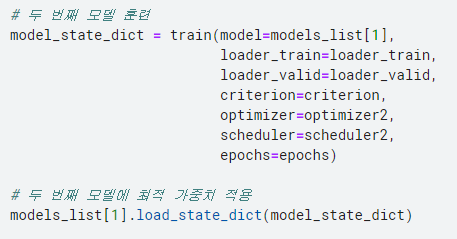 # 두 번째 모델 훈련
model_state_dict = train(model=models_list[1],
loader_train=loader_train,
loader_valid=loader_valid,
criterion=criterion,
optimizer=optimizer2,
scheduler=scheduler2,
epochs=epochs)
# 두 번째 모델에 최적 가중치 적용
models_list[1].load_state_dict(model_state_dict)